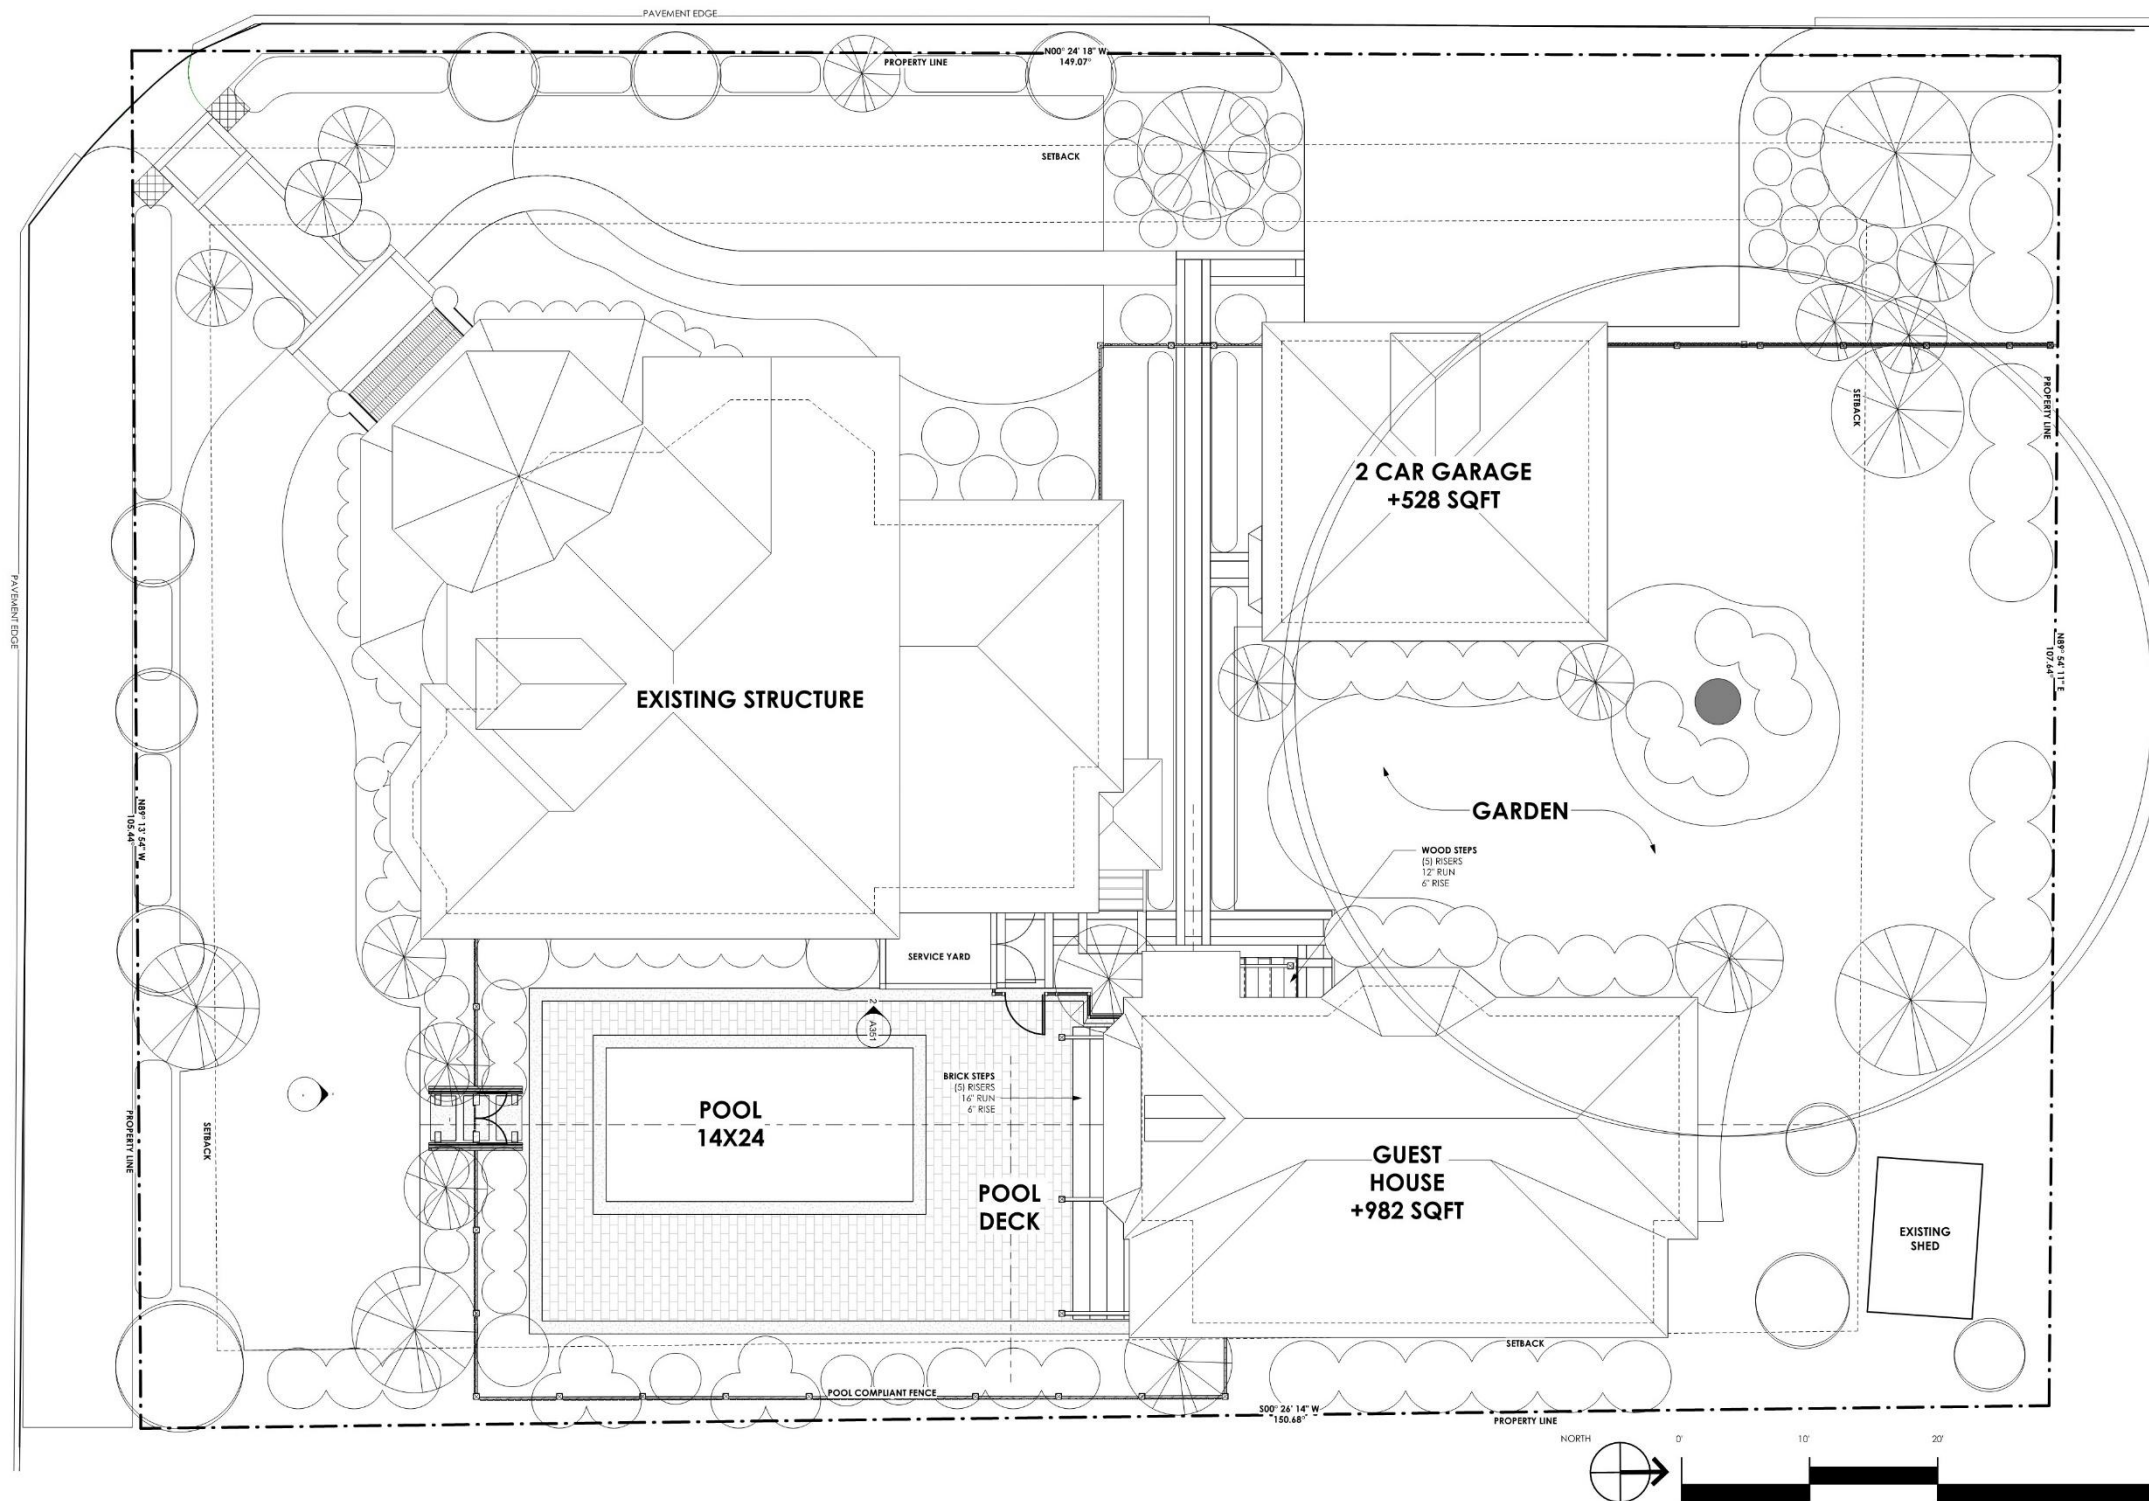 PAVEMENT EDGE
N00° 24' 18" W
149.07'
PROPERTY LINE
SETBACK
2 CAR GARAGE
+528 SQFT
SETBACK
PROPERTY LINE
N89° 54' 11" E
107.64'
PAVEMENT EDGE
EXISTING STRUCTURE
GARDEN
WOOD STEPS
(5) RISERS
12" RUN
6" RISE
N89° 13' 54" W
105.44'
SERVICE YARD
2
A351
BRICK STEPS
(5) RISERS
16" RUN
6" RISE
POOL
14X24
POOL
DECK
GUEST
HOUSE
+982 SQFT
EXISTING
SHED
PROPERTY LINE
SETBACK
SETBACK
POOL COMPLIANT FENCE
S00° 26' 14" W
150.68'
PROPERTY LINE
NORTH
0'
10'
20'